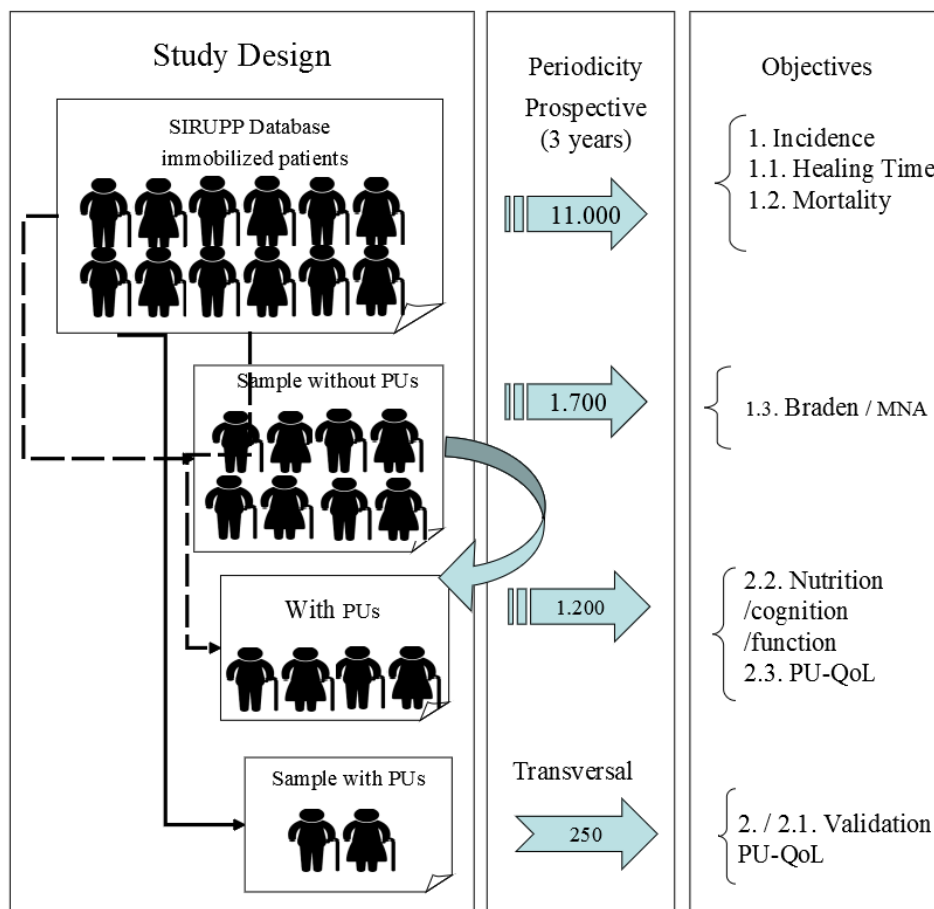 Study Design
SIRUPP Database
immobilized patients
Sample without PUs
With PUs
Sample with PUs
Periodicity
Prospective
(3 years)
11.000
1.700
1.200
Transversal
250
Objectives
1. Incidence
1.1. Healing Time
1.2. Mortality
1.3. Braden / MNA
2.2. Nutrition
/cognition
/function
2.3. PU-QoL
2. / 2.1. Validation
PU-QoL